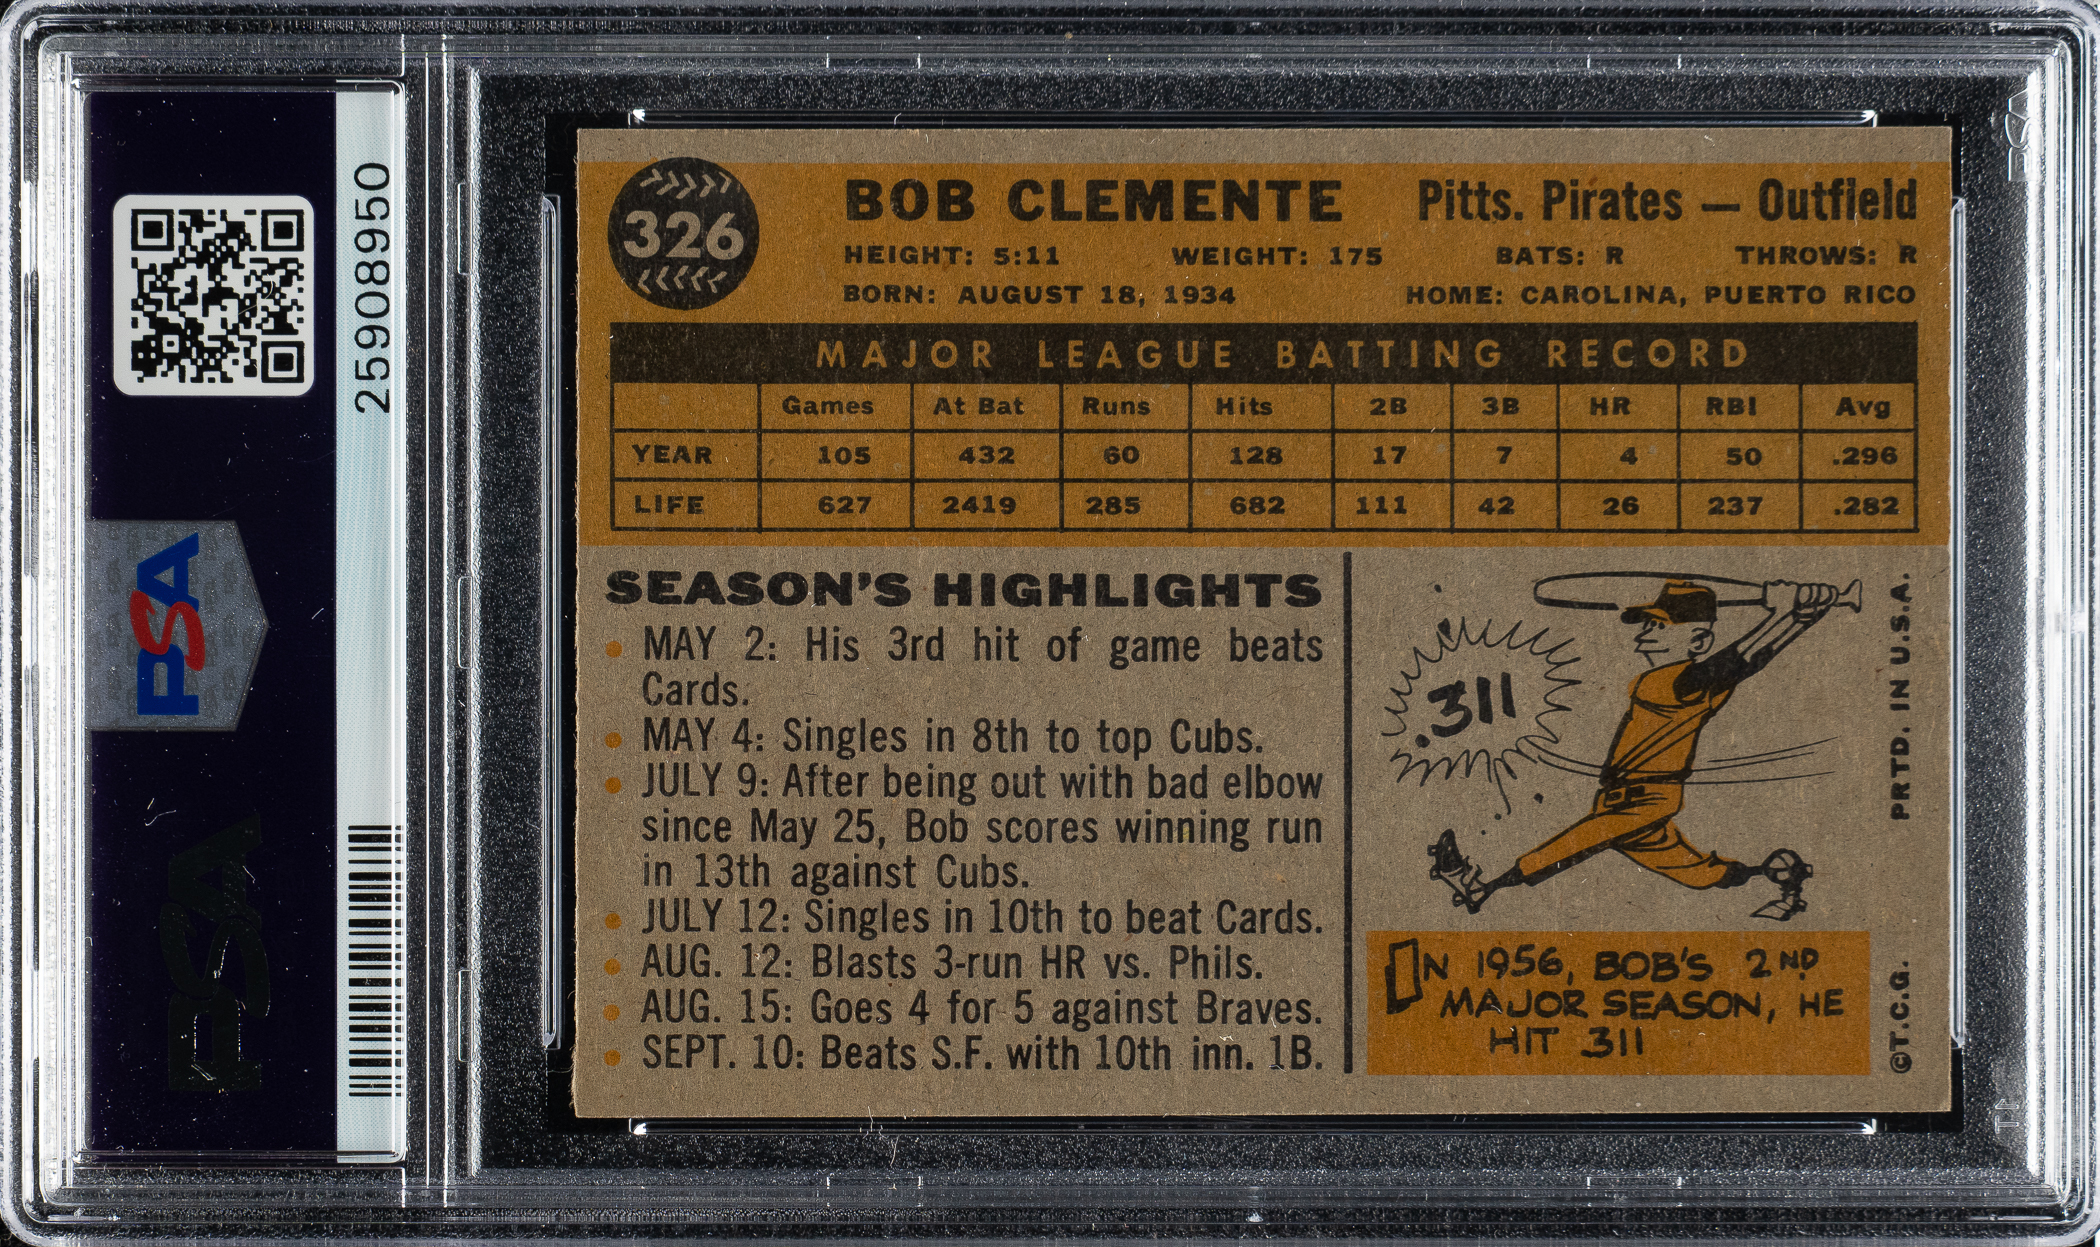 25908950
PSA
PSA
PSA
326
BOB CLEMENTE Pitts. Pirates — Outfield
HEIGHT: 5:11 WEIGHT: 175 BATS: R THROWS: R
BORN: AUGUST 18, 1934 HOME: CAROLINA, PUERTO RICO
MAJOR LEAGUE BATTING RECORD
Games At Bat Runs Hits 2B 3B HR RBI Avg
YEAR 105 432 60 128 17 7 4 50 .296
LIFE 627 2419 285 682 111 42 26 237 .282
SEASON'S HIGHLIGHTS
• MAY 2: His 3rd hit of game beats
Cards.
• MAY 4: Singles in 8th to top Cubs.
• JULY 9: After being out with bad elbow
since May 25, Bob scores winning run
in 13th against Cubs.
• JULY 12: Singles in 10th to beat Cards.
• AUG. 12: Blasts 3-run HR vs. Phils.
• AUG. 15: Goes 4 for 5 against Braves.
• SEPT. 10: Beats S.F. with 10th inn. 1B.
.311
IN 1956, BOB'S 2ND
MAJOR SEASON, HE
HIT 311
©T.C.G. PRTD. IN U.S.A.